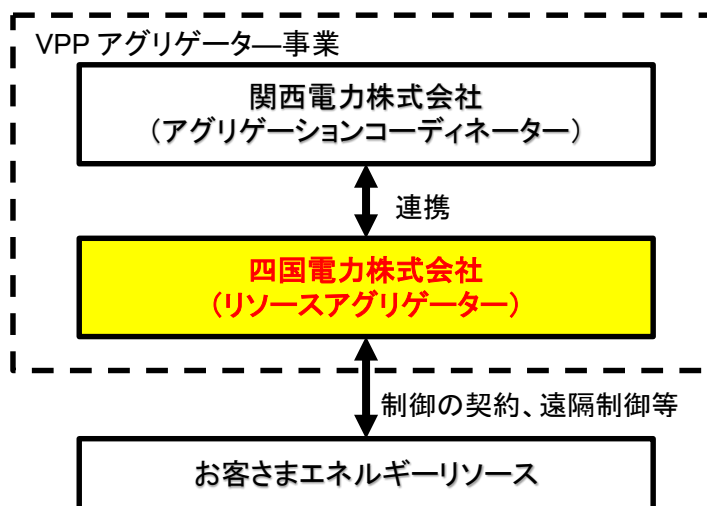 VPP アグリゲータ―事業
関西電力株式会社
（アグリゲーションコーディネーター）
連携
四国電力株式会社
（リソースアグリゲーター）
制御の契約、遠隔制御等
お客さまエネルギーリソース